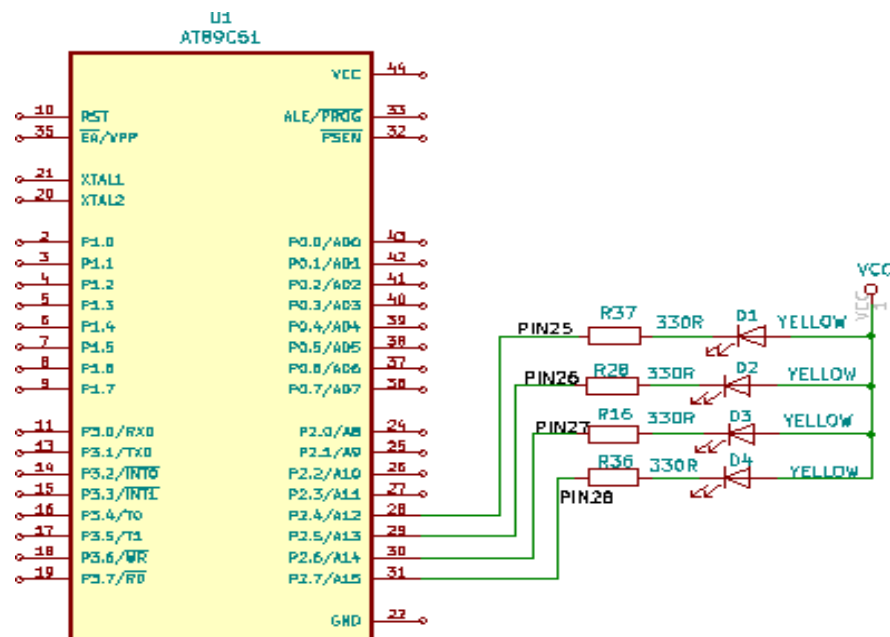 U1
AT89C51
VCC 44
10 RST
ALE/PROG 33
35 EA/VPP
PSEN 32
21 XTAL1
20 XTAL2
2 P1.0
P0.0/AD0 43
3 P1.1
P0.1/AD1 42
4 P1.2
P0.2/AD2 41
5 P1.3
P0.3/AD3 40
6 P1.4
P0.4/AD4 39
7 P1.5
P0.5/AD5 38
8 P1.6
P0.6/AD6 37
9 P1.7
P0.7/AD7 36
11 P3.0/RX0
P2.0/A8 24
13 P3.1/TX0
P2.1/A9 25
14 P3.2/INT0
P2.2/A10 26
15 P3.3/INT1
P2.3/A11 27
16 P3.4/T0
P2.4/A12 28
17 P3.5/T1
P2.5/A13 29
18 P3.6/WR
P2.6/A14 30
19 P3.7/RD
P2.7/A15 31
GND 22
VCC
VCC 1
PIN25 R37 330R D1 YELLOW
PIN26 R28 330R D2 YELLOW
PIN27 R16 330R D3 YELLOW
PIN28 R36 330R D4 YELLOW